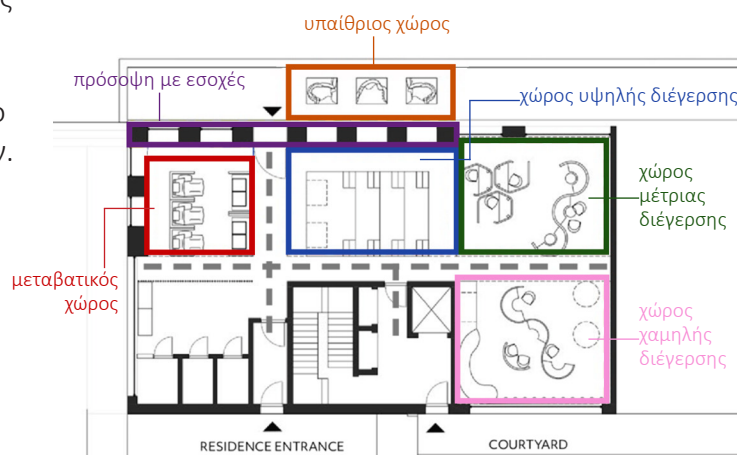 ς
υπαίθριος χώρος
πρόσοψη με εσοχές
χώρος υψηλής διέγερσης
ν.
χώρος
μέτριας
διέγερσης
μεταβατικός
χώρος
χώρος
χαμηλής
διέγερσης
RESIDENCE ENTRANCE
COURTYARD